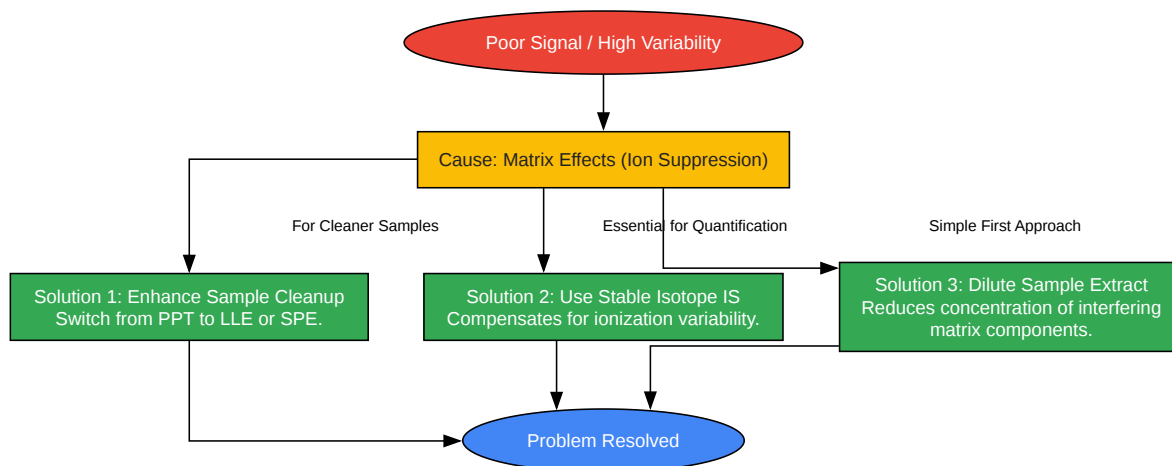 Poor Signal / High Variability
Cause: Matrix Effects (Ion Suppression)
For Cleaner Samples
Essential for Quantification
Simple First Approach
Solution 1: Enhance Sample Cleanup
Switch from PPT to LLE or SPE.
Solution 2: Use Stable Isotope IS
Compensates for ionization variability.
Solution 3: Dilute Sample Extract
Reduces concentration of interfering
matrix components.
Problem Resolved